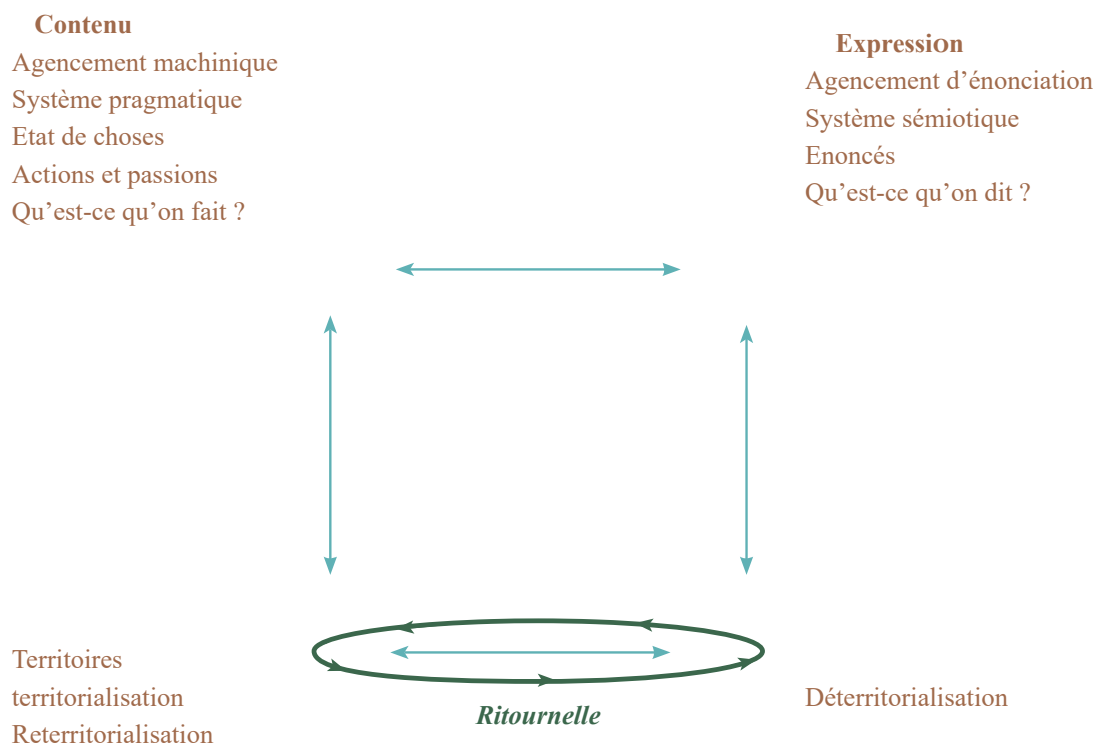 Contenu
Agencement machinique
Système pragmatique
Etat de choses
Actions et passions
Qu’est-ce qu’on fait ?
Expression
Agencement d’énonciation
Système sémiotique
Enoncés
Qu’est-ce qu’on dit ?
Territoires
territorialisation
Reterritorialisation
Ritournelle
Déterritorialisation